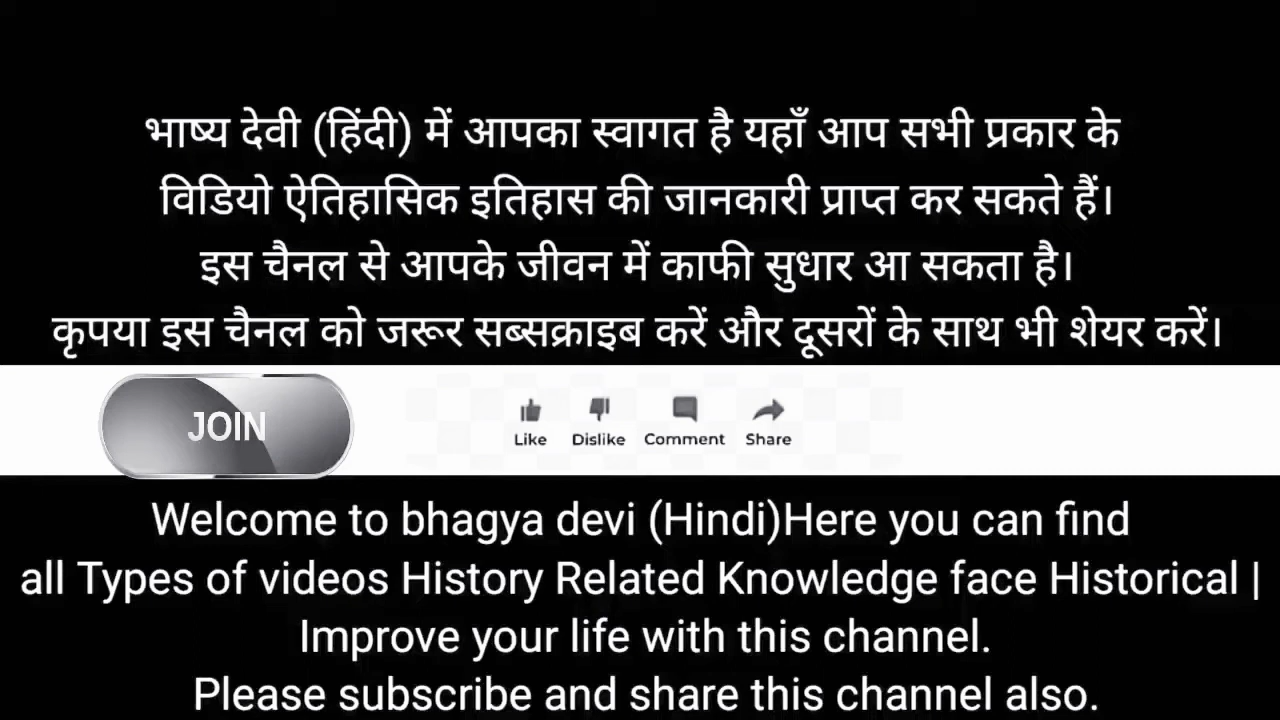 भाष्य देवी (हिंदी) में आपका स्वागत है यहाँ आप सभी प्रकार के
विडियो ऐतिहासिक इतिहास की जानकारी प्राप्त कर सकते हैं।
इस चैनल से आपके जीवन में काफी सुधार आ सकता है।
कृपया इस चैनल को जरूर सब्सक्राइब करें और दूसरों के साथ भी शेयर करें।
JOIN
Like Dislike Comment Share
Welcome to bhagya devi (Hindi)Here you can find
all Types of videos History Related Knowledge face Historical |
Improve your life with this channel.
Please subscribe and share this channel also.